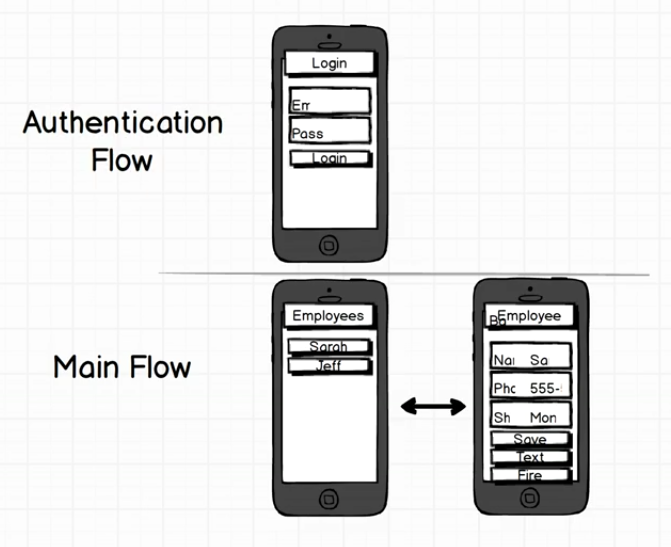 Authentication
Flow
Login
Err
Pass
Login
Main Flow
Employees
Sarah
Jeff
Employee
Ba
Nai Sa
Phc 555-
Sh Mon
Save
Text
Fire